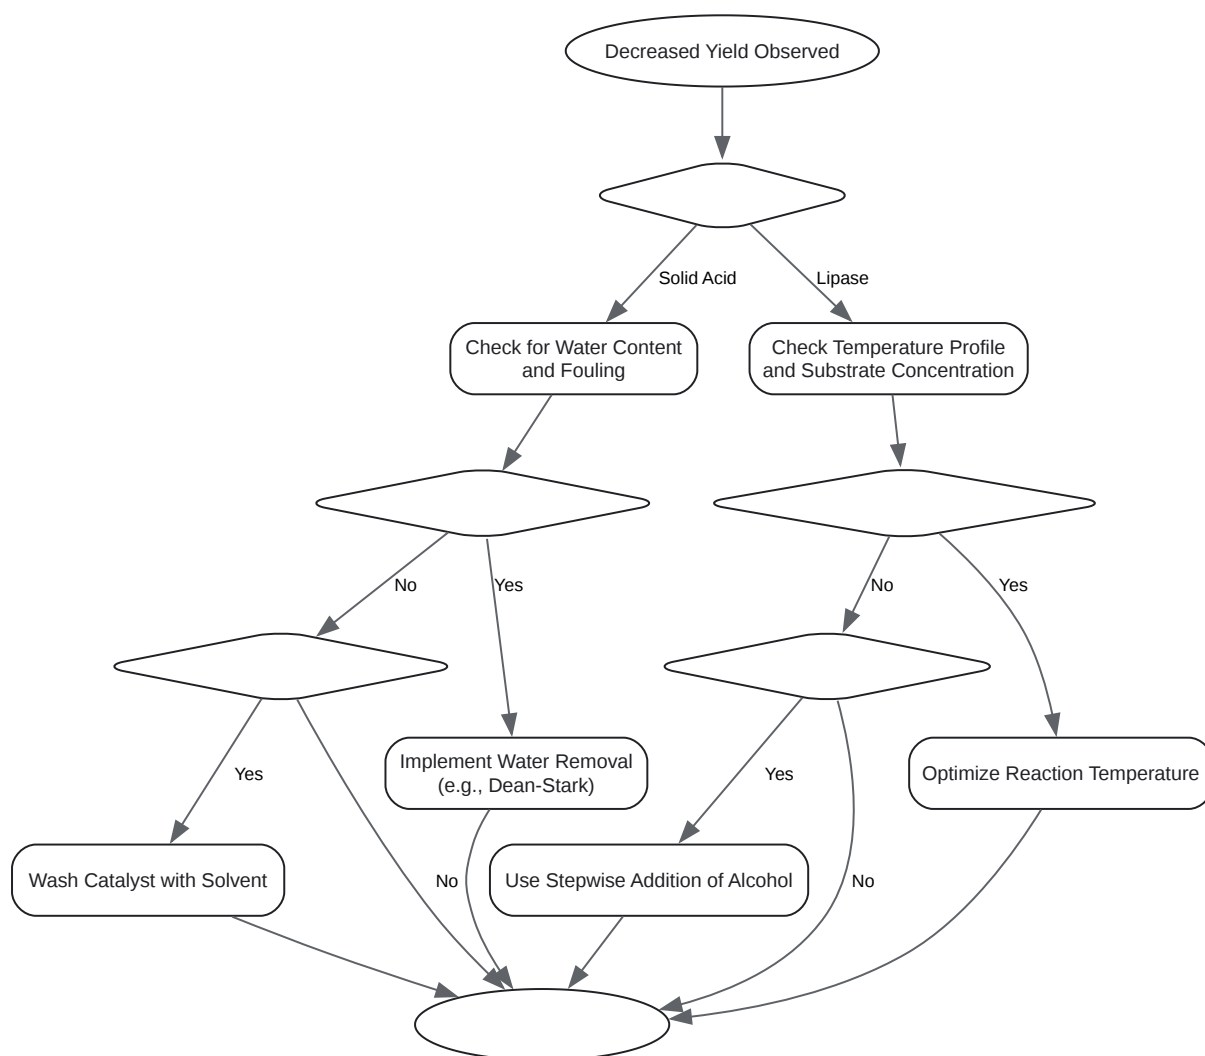 Decreased Yield Observed
Solid Acid
Lipase
Check for Water Content
and Fouling
Check Temperature Profile
and Substrate Concentration
No
Yes
No
Yes
Implement Water Removal
(e.g., Dean-Stark)
Optimize Reaction Temperature
Yes
Yes
Wash Catalyst with Solvent
No
Use Stepwise Addition of Alcohol
No